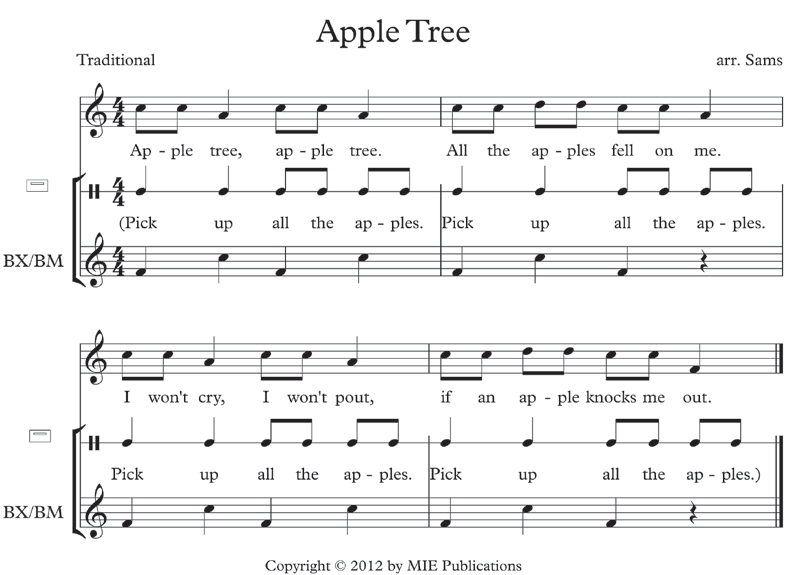 Apple Tree
Traditional arr. Sams
Ap - ple tree, ap - ple tree. All the ap - ples fell on me.
(Pick up all the ap - ples. Pick up all the ap - ples.
BX/BM
I won't cry, I won't pout, if an ap - ple knocks me out.
Pick up all the ap - ples. Pick up all the ap - ples.)
BX/BM
Copyright © 2012 by MIE Publications